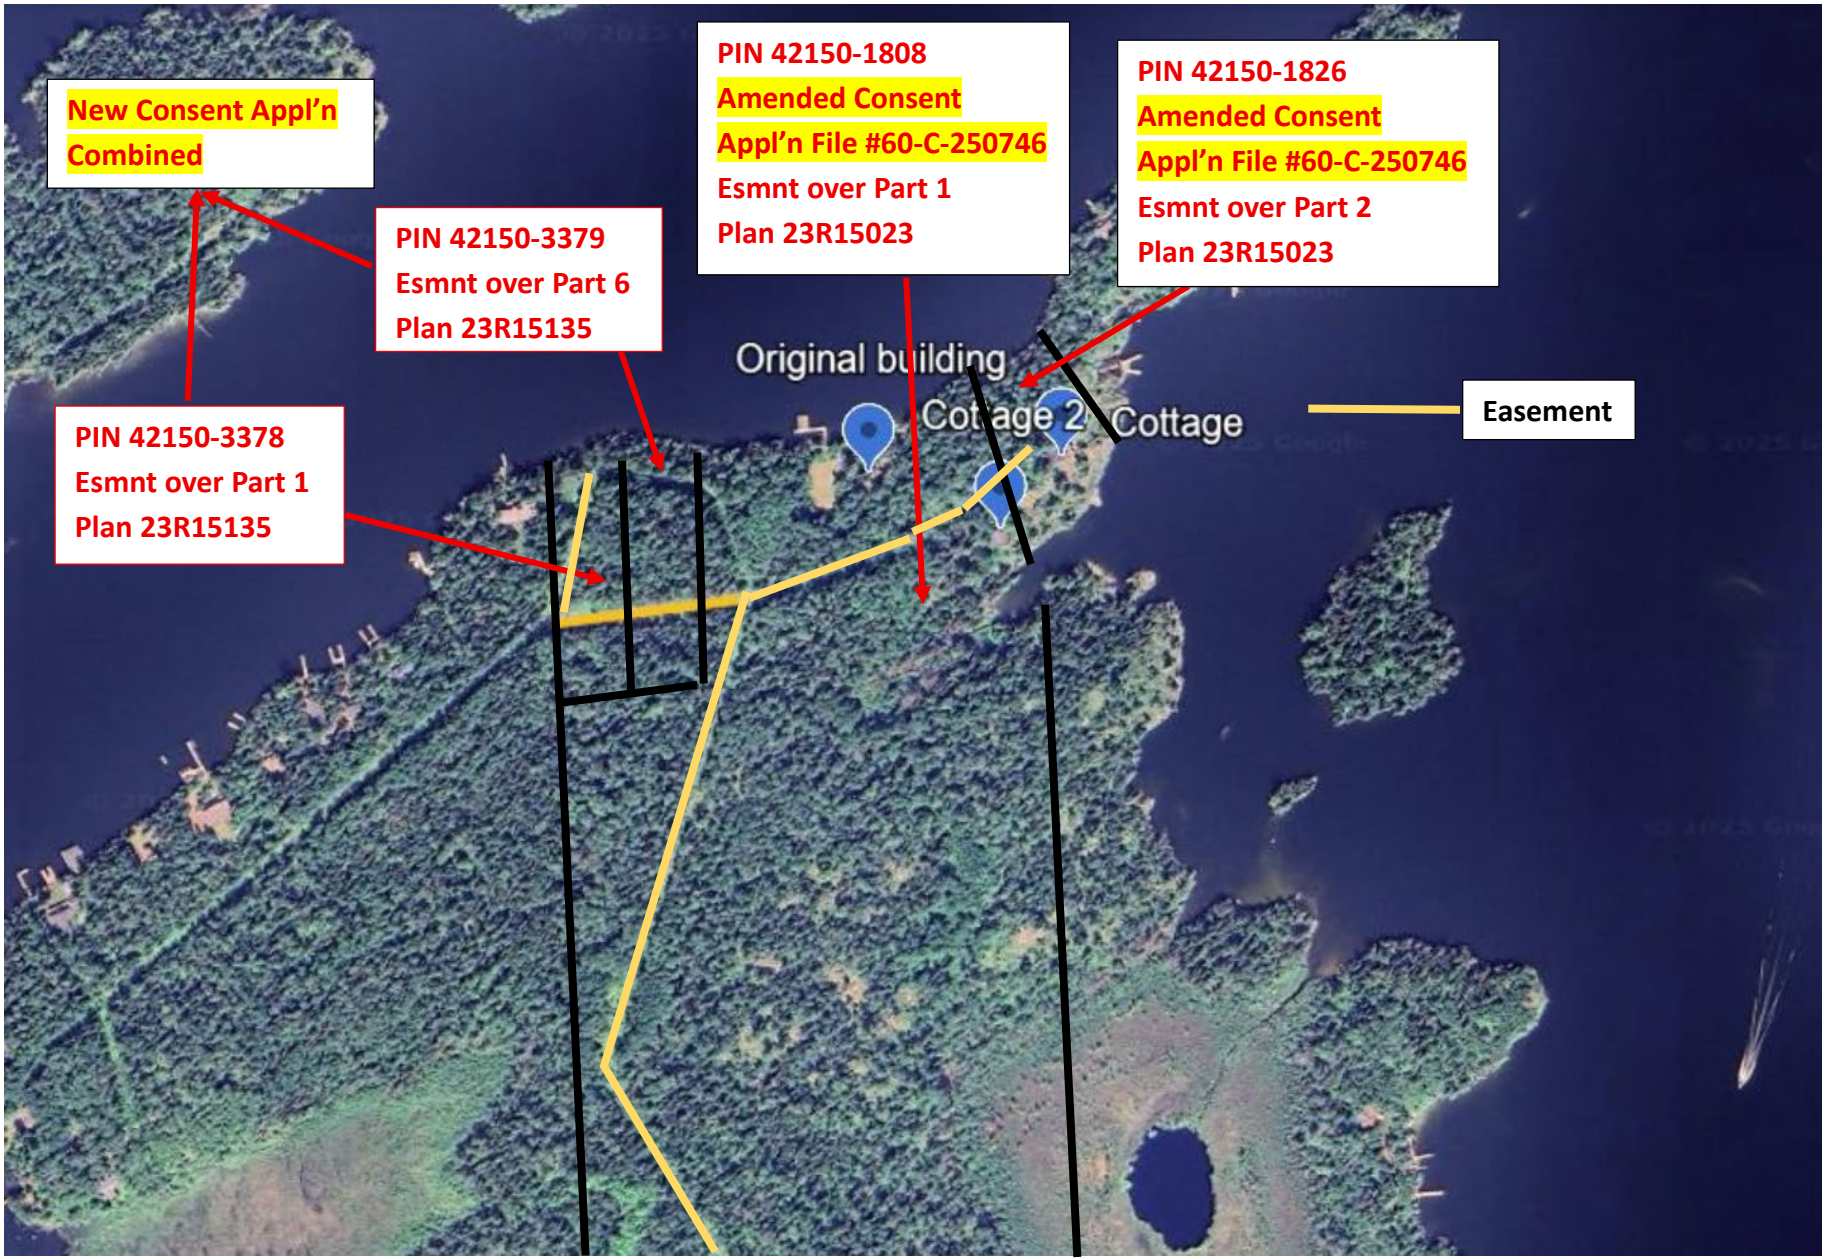 New Consent Appl'n
Combined
PIN 42150-3379
Esmnt over Part 6
Plan 23R15135
PIN 42150-3378
Esmnt over Part 1
Plan 23R15135
PIN 42150-1808
Amended Consent
Appl'n File #60-C-250746
Esmnt over Part 1
Plan 23R15023
PIN 42150-1826
Amended Consent
Appl'n File #60-C-250746
Esmnt over Part 2
Plan 23R15023
Original building
Cottage 2
Cottage
Easement